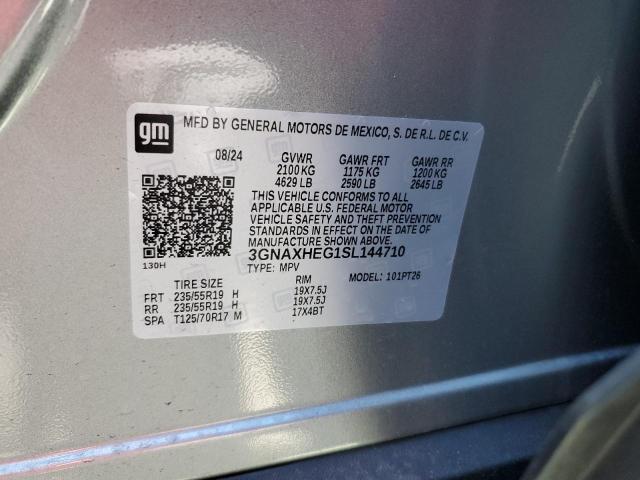 gm MFD BY GENERAL MOTORS DE MEXICO, S. DE R.L. DE C.V.
08/24 GVWR GAWR FRT GAWR RR
2100 KG 1175 KG 1200 KG
4629 LB 2590 LB 2645 LB
THIS VEHICLE CONFORMS TO ALL
APPLICABLE U.S. FEDERAL MOTOR
VEHICLE SAFETY AND THEFT PREVENTION
STANDARDS IN EFFECT ON THE DATE OF
MANUFACTURE SHOWN ABOVE.
3GNAXHEG1SL144710
130H TYPE: MPV MODEL: 101PT26
TIRE SIZE RIM
FRT 235/55R19 H 19X7.5J
RR 235/55R19 H 19X7.5J
SPA T125/70R17 M 17X4BT